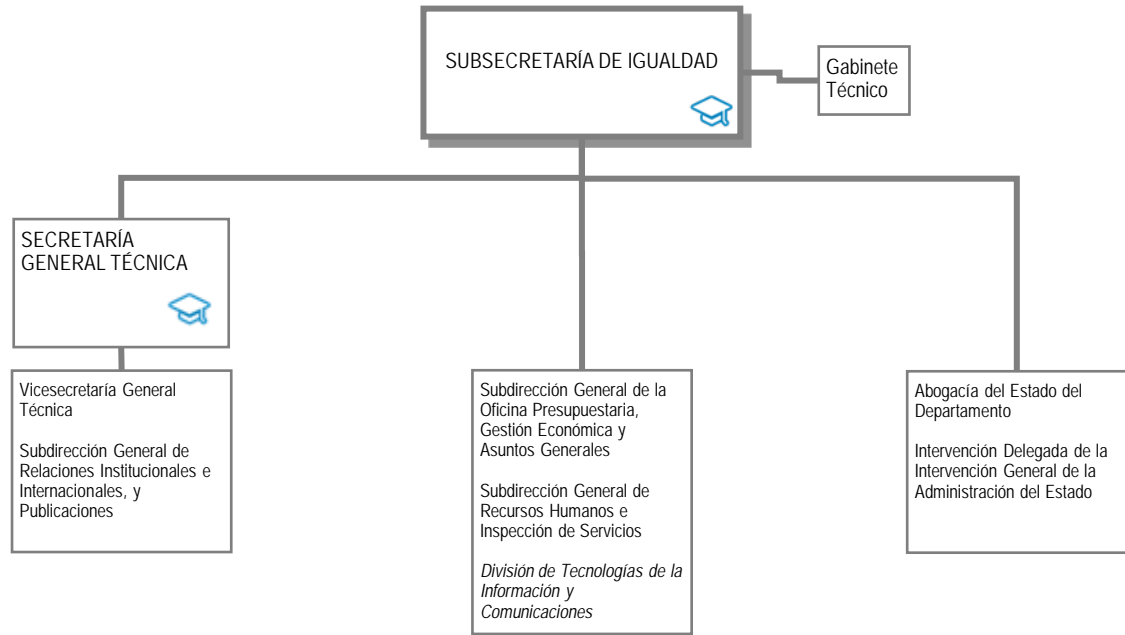 SUBSECRETARÍA DE IGUALDAD
Gabinete
Técnico
SECRETARÍA
GENERAL TÉCNICA
Vicesecretaría General
Técnica
Subdirección General de
Relaciones Institucionales e
Internacionales, y
Publicaciones
Subdirección General de la
Oficina Presupuestaria,
Gestión Económica y
Asuntos Generales
Subdirección General de
Recursos Humanos e
Inspección de Servicios
División de Tecnologías de la
Información y
Comunicaciones
Abogacía del Estado del
Departamento
Intervención Delegada de la
Intervención General de la
Administración del Estado